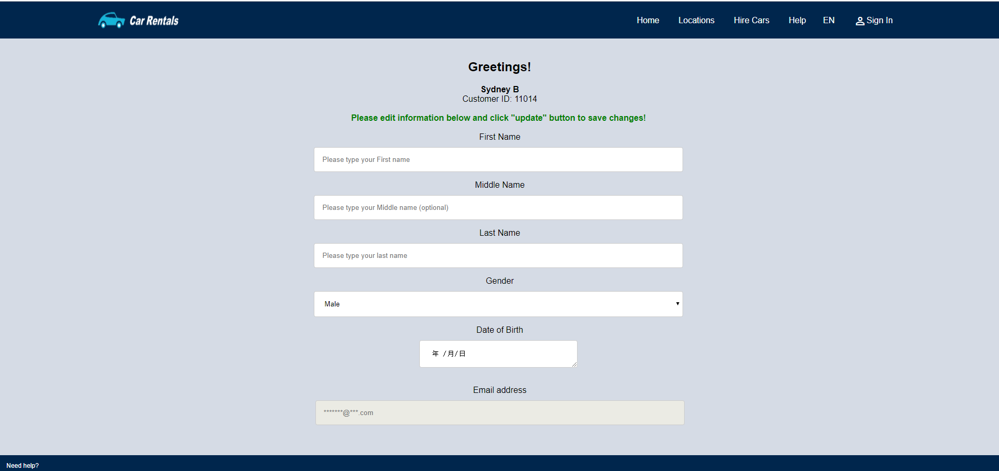 Car Rentals
Home Locations Hire Cars Help EN Sign In
Greetings!
Sydney B
Customer ID: 11014
Please edit information below and click "update" button to save changes!
First Name
Please type your First name
Middle Name
Please type your Middle name (optional)
Last Name
Please type your last name
Gender
Male
Date of Birth
年 /月/日
Email address
*******@***.com
Need help?